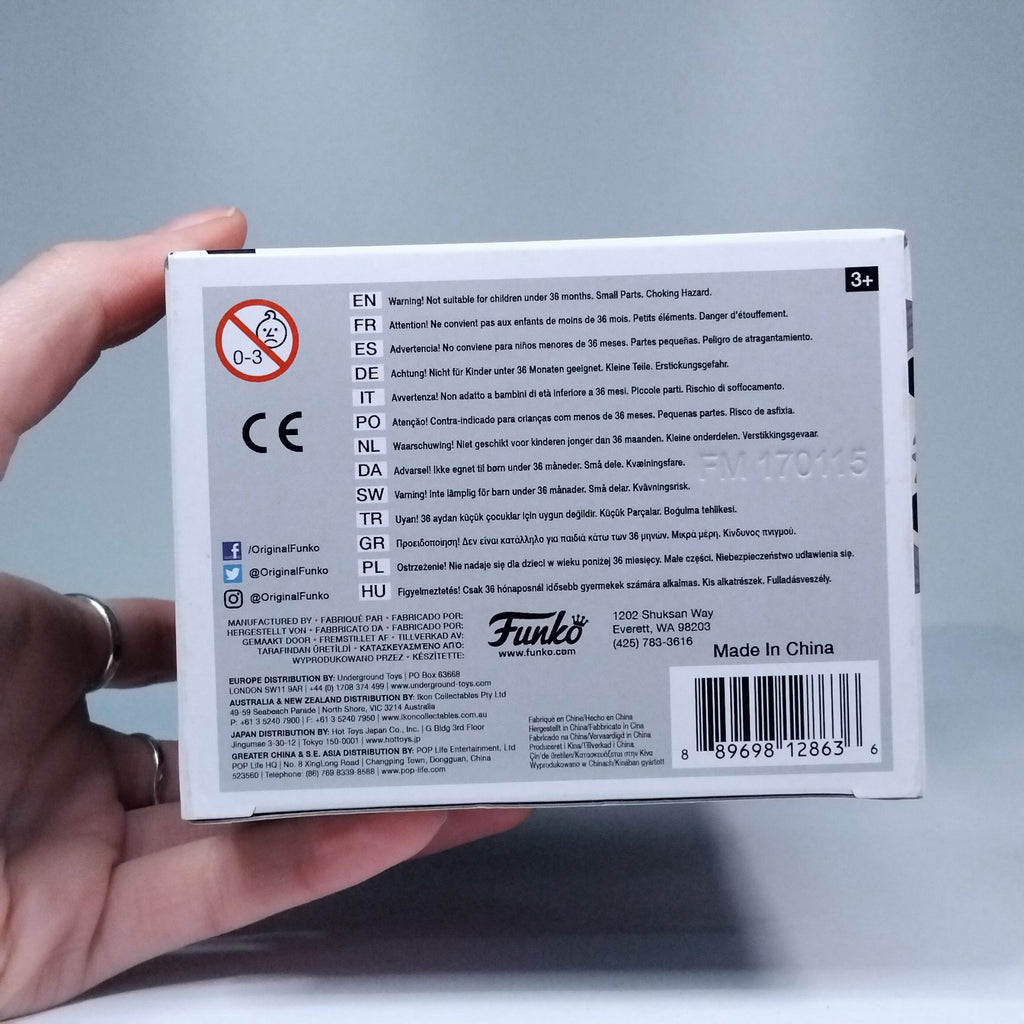 3+
0-3
CE
EN Warning! Not suitable for children under 36 months. Small Parts. Choking Hazard.
FR Attention! Ne convient pas aux enfants de moins de 36 mois. Petits éléments. Danger d'étouffement.
ES Advertencia! No conviene para niños menores de 36 meses. Partes pequeñas. Peligro de atragantamiento.
DE Achtung! Nicht für Kinder unter 36 Monaten geeignet. Kleine Teile. Erstickungsgefahr.
IT Avvertenza! Non adatto a bambini di età inferiore a 36 mesi. Piccole parti. Rischio di soffocamento.
PO Atenção! Contra-indicado para crianças com menos de 36 meses. Pequenas partes. Risco de asfixia.
NL Waarschuwing! Niet geschikt voor kinderen jonger dan 36 maanden. Kleine onderdelen. Verstikkingsgevaar.
DA Advarsel! Ikke egnet til børn under 36 måneder. Små dele. Kvælningsfare.
FM 170115
SW Varning! Inte lämplig för barn under 36 månader. Små delar. Kvävningsrisk.
TR Uyarı! 36 aydan küçük çocuklar için uygun değildir. Küçük Parçalar. Boğulma tehlikesi.
GR Προειδοποίηση! Δεν είναι κατάλληλο για παιδιά κάτω των 36 μηνών. Μικρά μέρη. Κίνδυνος πνιγμού.
PL Ostrzeżenie! Nie nadaje się dla dzieci w wieku poniżej 36 miesięcy. Małe części. Niebezpieczeństwo udławienia się.
HU Figyelmeztetés! Csak 36 hónaposnál idősebb gyermekek számára alkalmas. Kis alkatrészek. Fulladásveszély.
/OriginalFunko
@OriginalFunko
@OriginalFunko
MANUFACTURED BY • FABRIQUÉ PAR • FABRICADO POR:
HERGESTELLT VON • FABBRICATO DA • FABRICADO POR:
GEMAAKT DOOR • FREMSTILLET AF • TILLVERKAD AV:
TARAFINDAN ÜRETİLDİ • ΚΑΤΑΣΚΕΥΑΖΜΕΝΟ ΑΠΟ:
WYPRODUKOWANO PRZEZ • KÉSZÍTETTE:
Funko
www.funko.com
1202 Shuksan Way
Everett, WA 98203
(425) 783-3616
Made In China
EUROPE DISTRIBUTION BY: Underground Toys | PO Box 63668
LONDON SW11 9AR | +44 (0) 1708 374 499 | www.underground-toys.com
AUSTRALIA & NEW ZEALAND DISTRIBUTION BY: Ikon Collectables Pty Ltd
49-59 Seabeach Parade | North Shore, VIC 3214 Australia
P: +61 3 5240 7900 | F: +61 3 5240 7950 | www.ikoncollectables.com.au
JAPAN DISTRIBUTION BY: Hot Toys Japan Co., Inc. | G Bldg 3rd Floor
Jingumae 3-30-12 | Tokyo 150-0001 | www.hottoys.jp
GREATER CHINA & S.E. ASIA DISTRIBUTION BY: POP Life Entertainment, Ltd
POP Life HQ | No. 8 XingLong Road | Changping Town, Dongguan, China
523560 | Telephone: (86) 769 8339 8588 | www.pop-life.com
Fabriqué en Chine/Hecho en China
Hergestellt in China/Fabbricato in Cina
Fabricado na China/Vervaardigd in China
Produceret i Kina/Tillverkad i China
Çin'de üretilen/Κατασκευάζεται στην Κίνα
Wyprodukowano w Chinach/Kínában gyártott
8 89698 12863 6